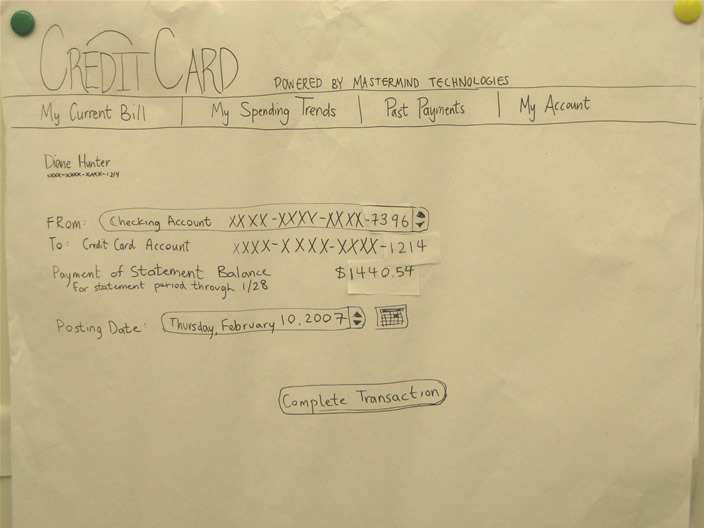 CREDIT CARD POWERED BY MASTERMIND TECHNOLOGIES
My Current Bill | My Spending Trends | Past Payments | My Account
Diane Hunter
xxxx-xxxx-xxxx-1214
FROM: Checking Account XXXX-XXXX-XXXX-7396
To: Credit Card Account XXXX-XXXX-XXXX-1214
Payment of Statement Balance $1440.54
for statement period through 1/28
Posting Date: Thursday, February 10, 2007
Complete Transaction